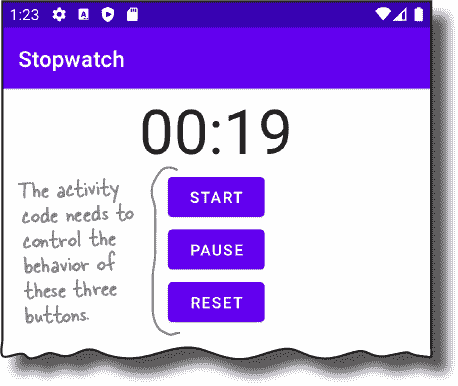 1:23
Stopwatch
00:19
The activity
code needs to
control the
behavior of
these three
buttons.
START
PAUSE
RESET